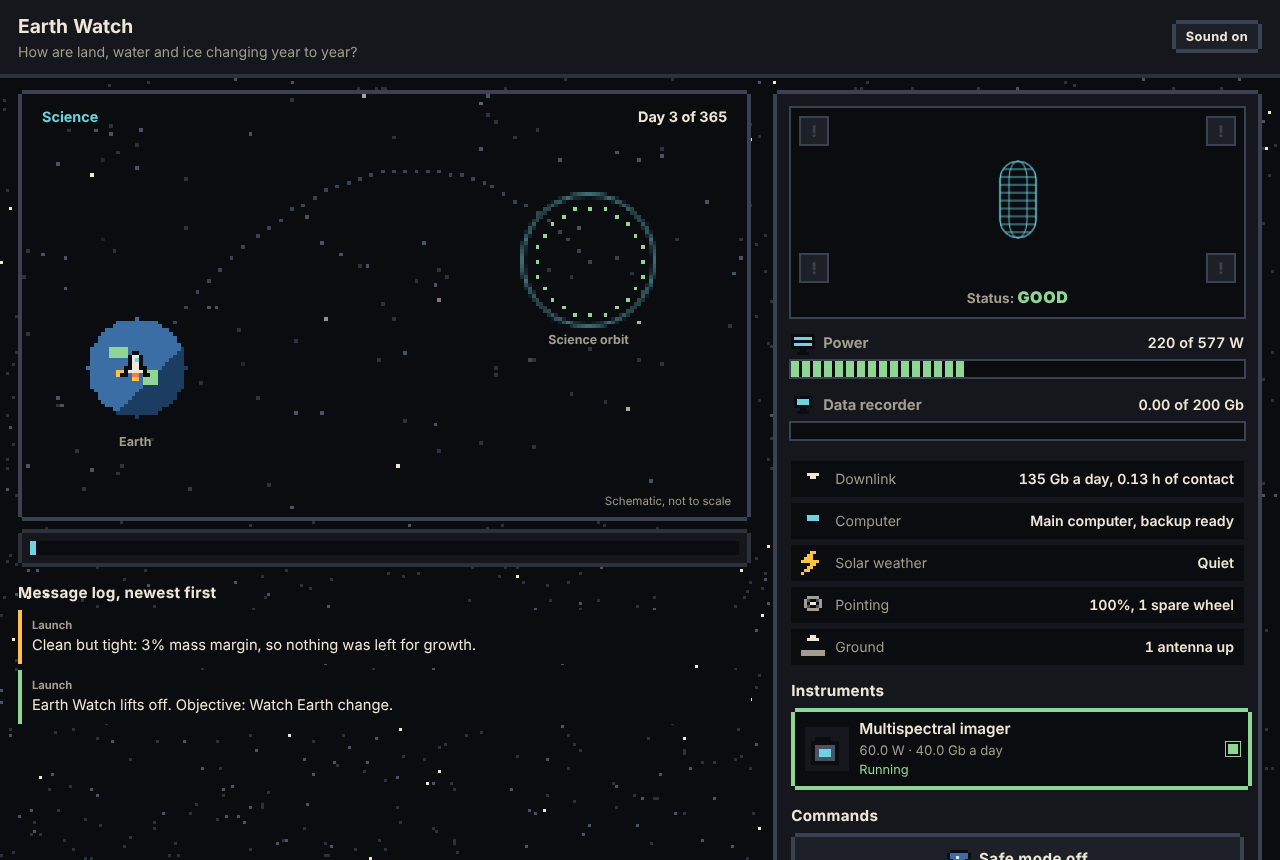 Earth Watch
How are land, water and ice changing year to year?
Sound on
Science
Day 3 of 365
Science orbit
Earth
Schematic, not to scale
Message log, newest first
Launch
Clean but tight: 3% mass margin, so nothing was left for growth.
Launch
Earth Watch lifts off. Objective: Watch Earth change.
!
!
!
!
Status: GOOD
Power
220 of 577 W
Data recorder
0.00 of 200 Gb
Downlink
135 Gb a day, 0.13 h of contact
Computer
Main computer, backup ready
Solar weather
Quiet
Pointing
100%, 1 spare wheel
Ground
1 antenna up
Instruments
Multispectral imager
60.0 W · 40.0 Gb a day
Running
Commands
Safe mode off